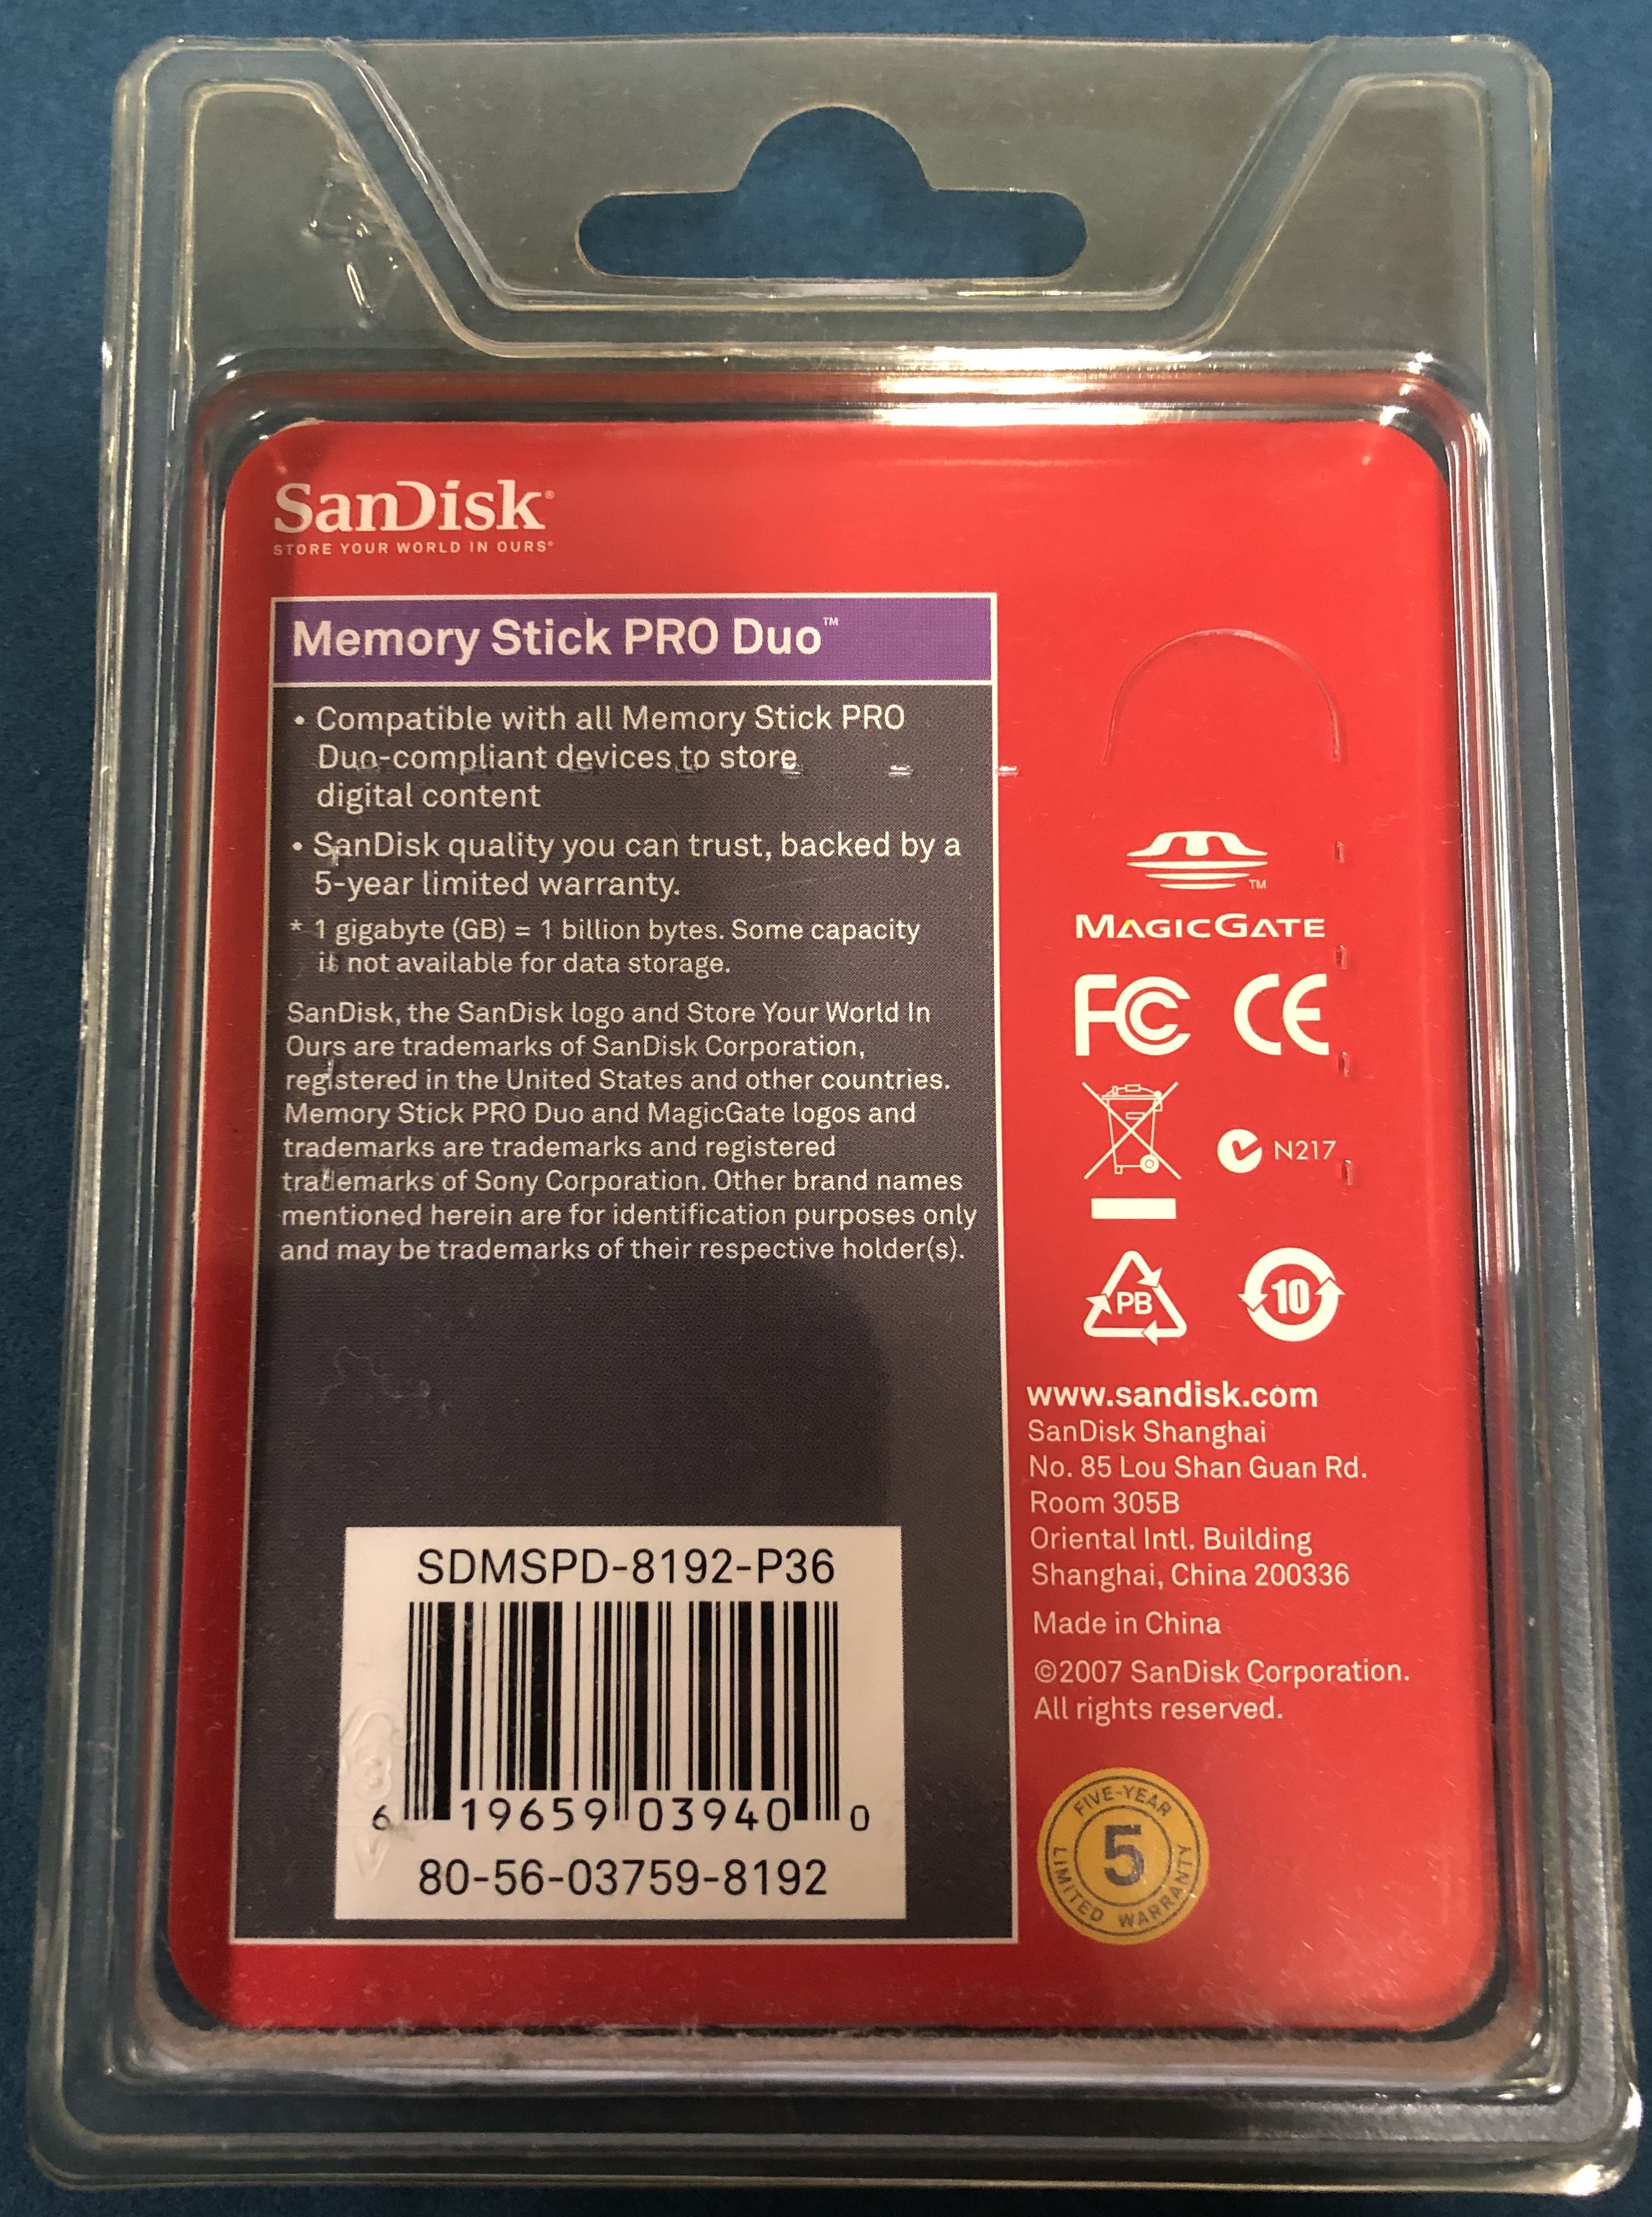 SanDisk®
STORE YOUR WORLD IN OURS®
Memory Stick PRO Duo™
• Compatible with all Memory Stick PRO
Duo-compliant devices to store
digital content
• SanDisk quality you can trust, backed by a
5-year limited warranty.
* 1 gigabyte (GB) = 1 billion bytes. Some capacity
is not available for data storage.
SanDisk, the SanDisk logo and Store Your World In
Ours are trademarks of SanDisk Corporation,
registered in the United States and other countries.
Memory Stick PRO Duo and MagicGate logos and
trademarks are trademarks and registered
trademarks of Sony Corporation. Other brand names
mentioned herein are for identification purposes only
and may be trademarks of their respective holder(s).
SDMSPD-8192-P36
6 19659 03940 0
80-56-03759-8192
TM
MAGICGATE
FC CE
N217
PB 10
www.sandisk.com
SanDisk Shanghai
No. 85 Lou Shan Guan Rd.
Room 305B
Oriental Intl. Building
Shanghai, China 200336
Made in China
©2007 SanDisk Corporation.
All rights reserved.
FIVE-YEAR
5
LIMITED WARRANTY